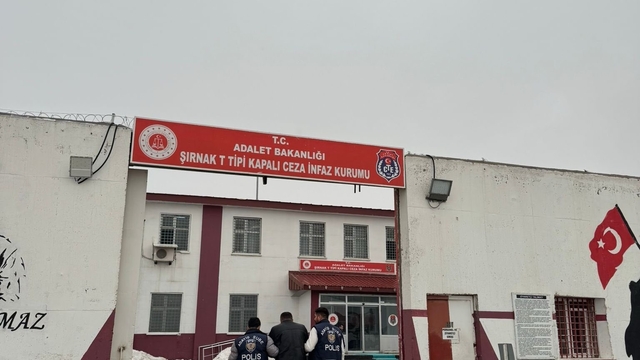 T.C.
ADALET BAKANLIĞI
ŞIRNAK T TİPİ KAPALI CEZA İNFAZ KURUMU
CTE
T.C.
ADALET BAKANLIĞI
ŞIRNAK T TİPİ KAPALI CEZA İNFAZ KURUMU
MAZ
POLİS
POLİS